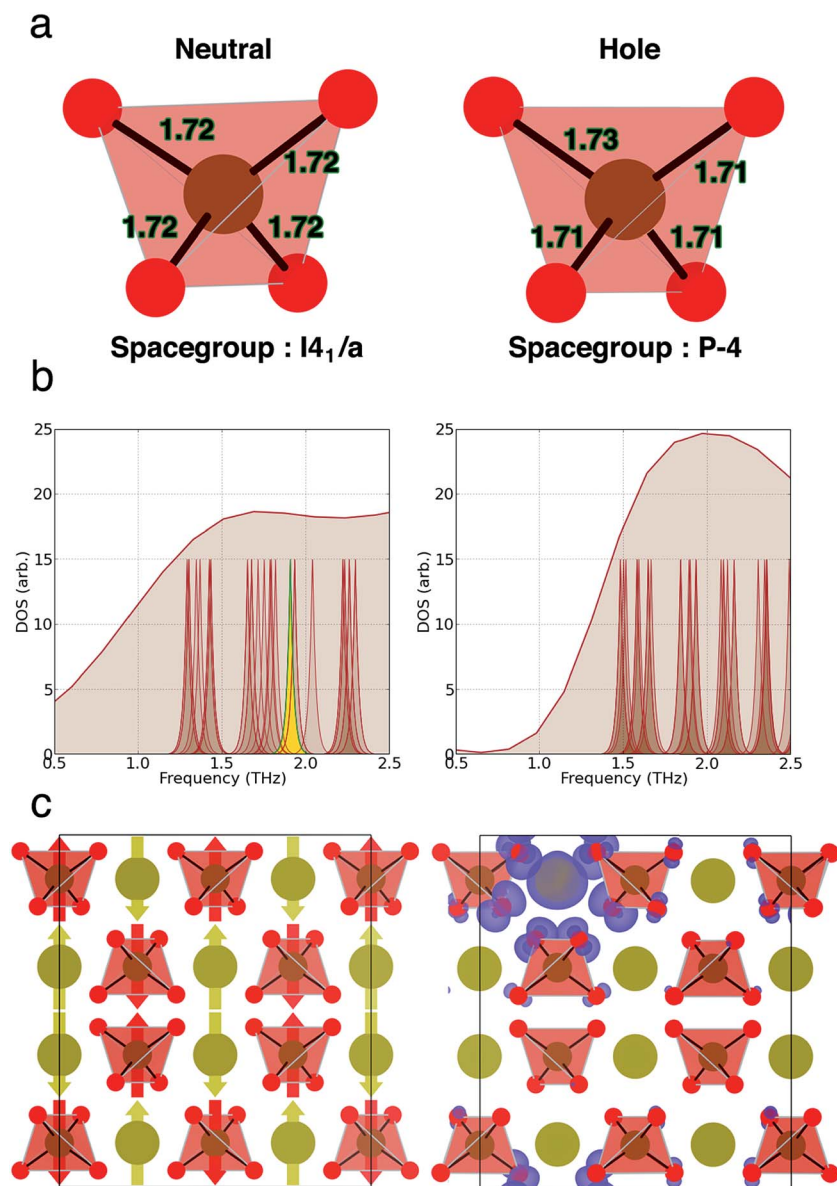 a
Neutral
Hole
1.72
1.72
1.72
1.72
1.73
1.71
1.71
1.71
Spacegroup : I4₁/a
Spacegroup : P-4
b
25
20
15
10
5
0
0.5
1.0
1.5
2.0
2.5
DOS (arb.)
Frequency (THz)
25
20
15
10
5
0
0.5
1.0
1.5
2.0
2.5
DOS (arb.)
Frequency (THz)
c